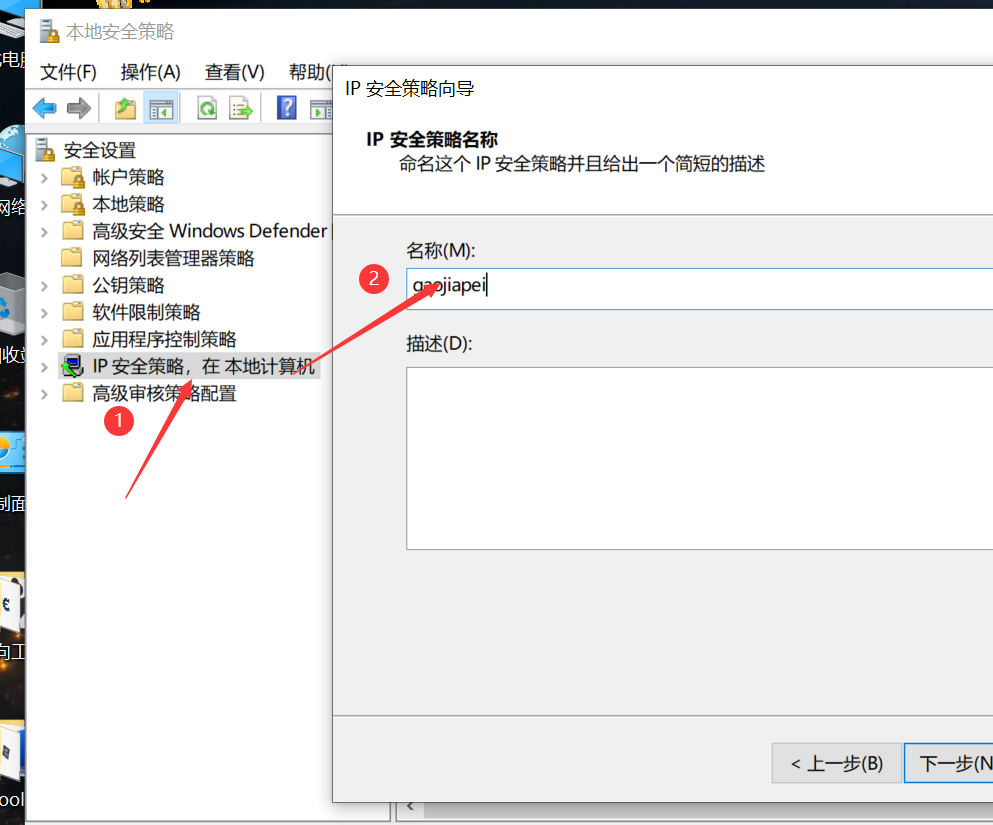 本地安全策略
文件(F) 操作(A) 查看(V) 帮助(
安全设置
帐户策略
本地策略
高级安全 Windows Defender
网络列表管理器策略
公钥策略
软件限制策略
应用程序控制策略
IP 安全策略，在 本地计算机
高级审核策略配置
1
IP 安全策略向导
IP 安全策略名称
命名这个 IP 安全策略并且给出一个简短的描述
名称(M):
2
gaojiapei
描述(D):
< 上一步(B)
下一步(N
电脑
网络
回收站
制面
向工
ool